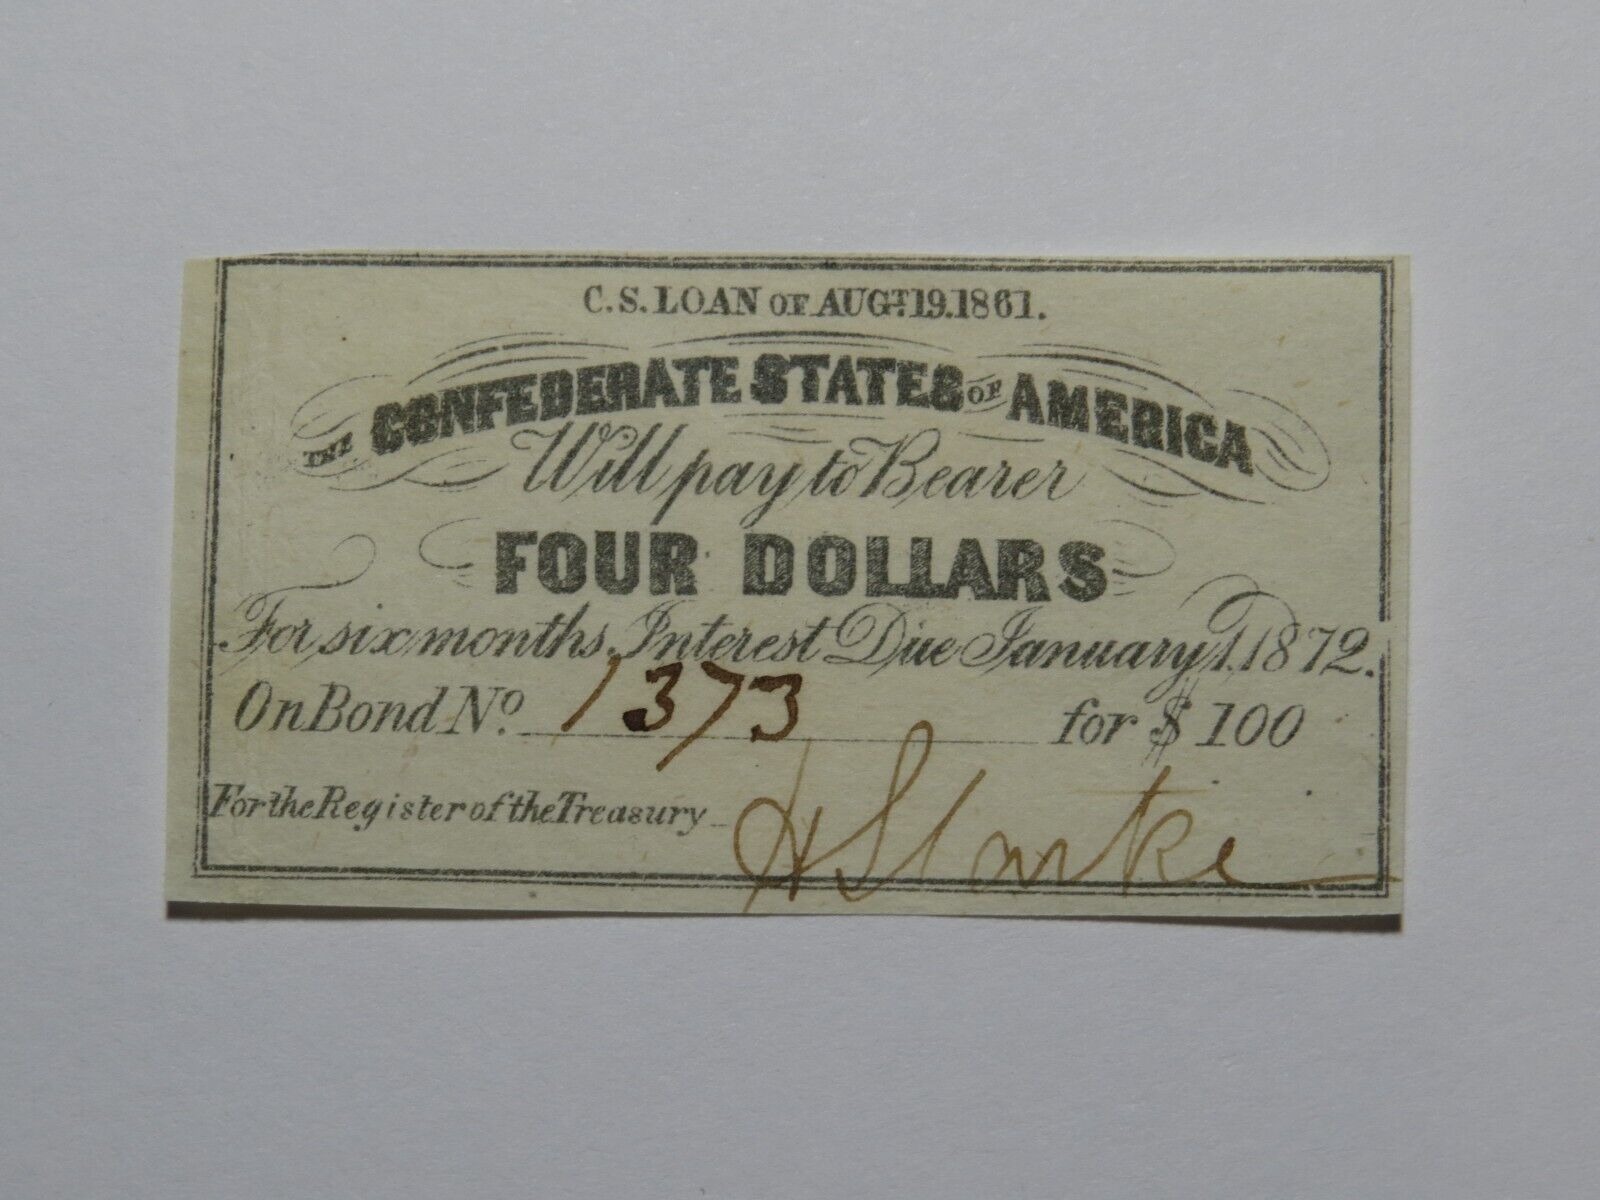 C.S. LOAN OF AUGT. 19. 1861.
THE CONFEDERATE STATES OF AMERICA
Will pay to Bearer
FOUR DOLLARS
For six months. Interest Due January 1. 1872.
On Bond No. 1373 for $ 100
For the Register of the Treasury